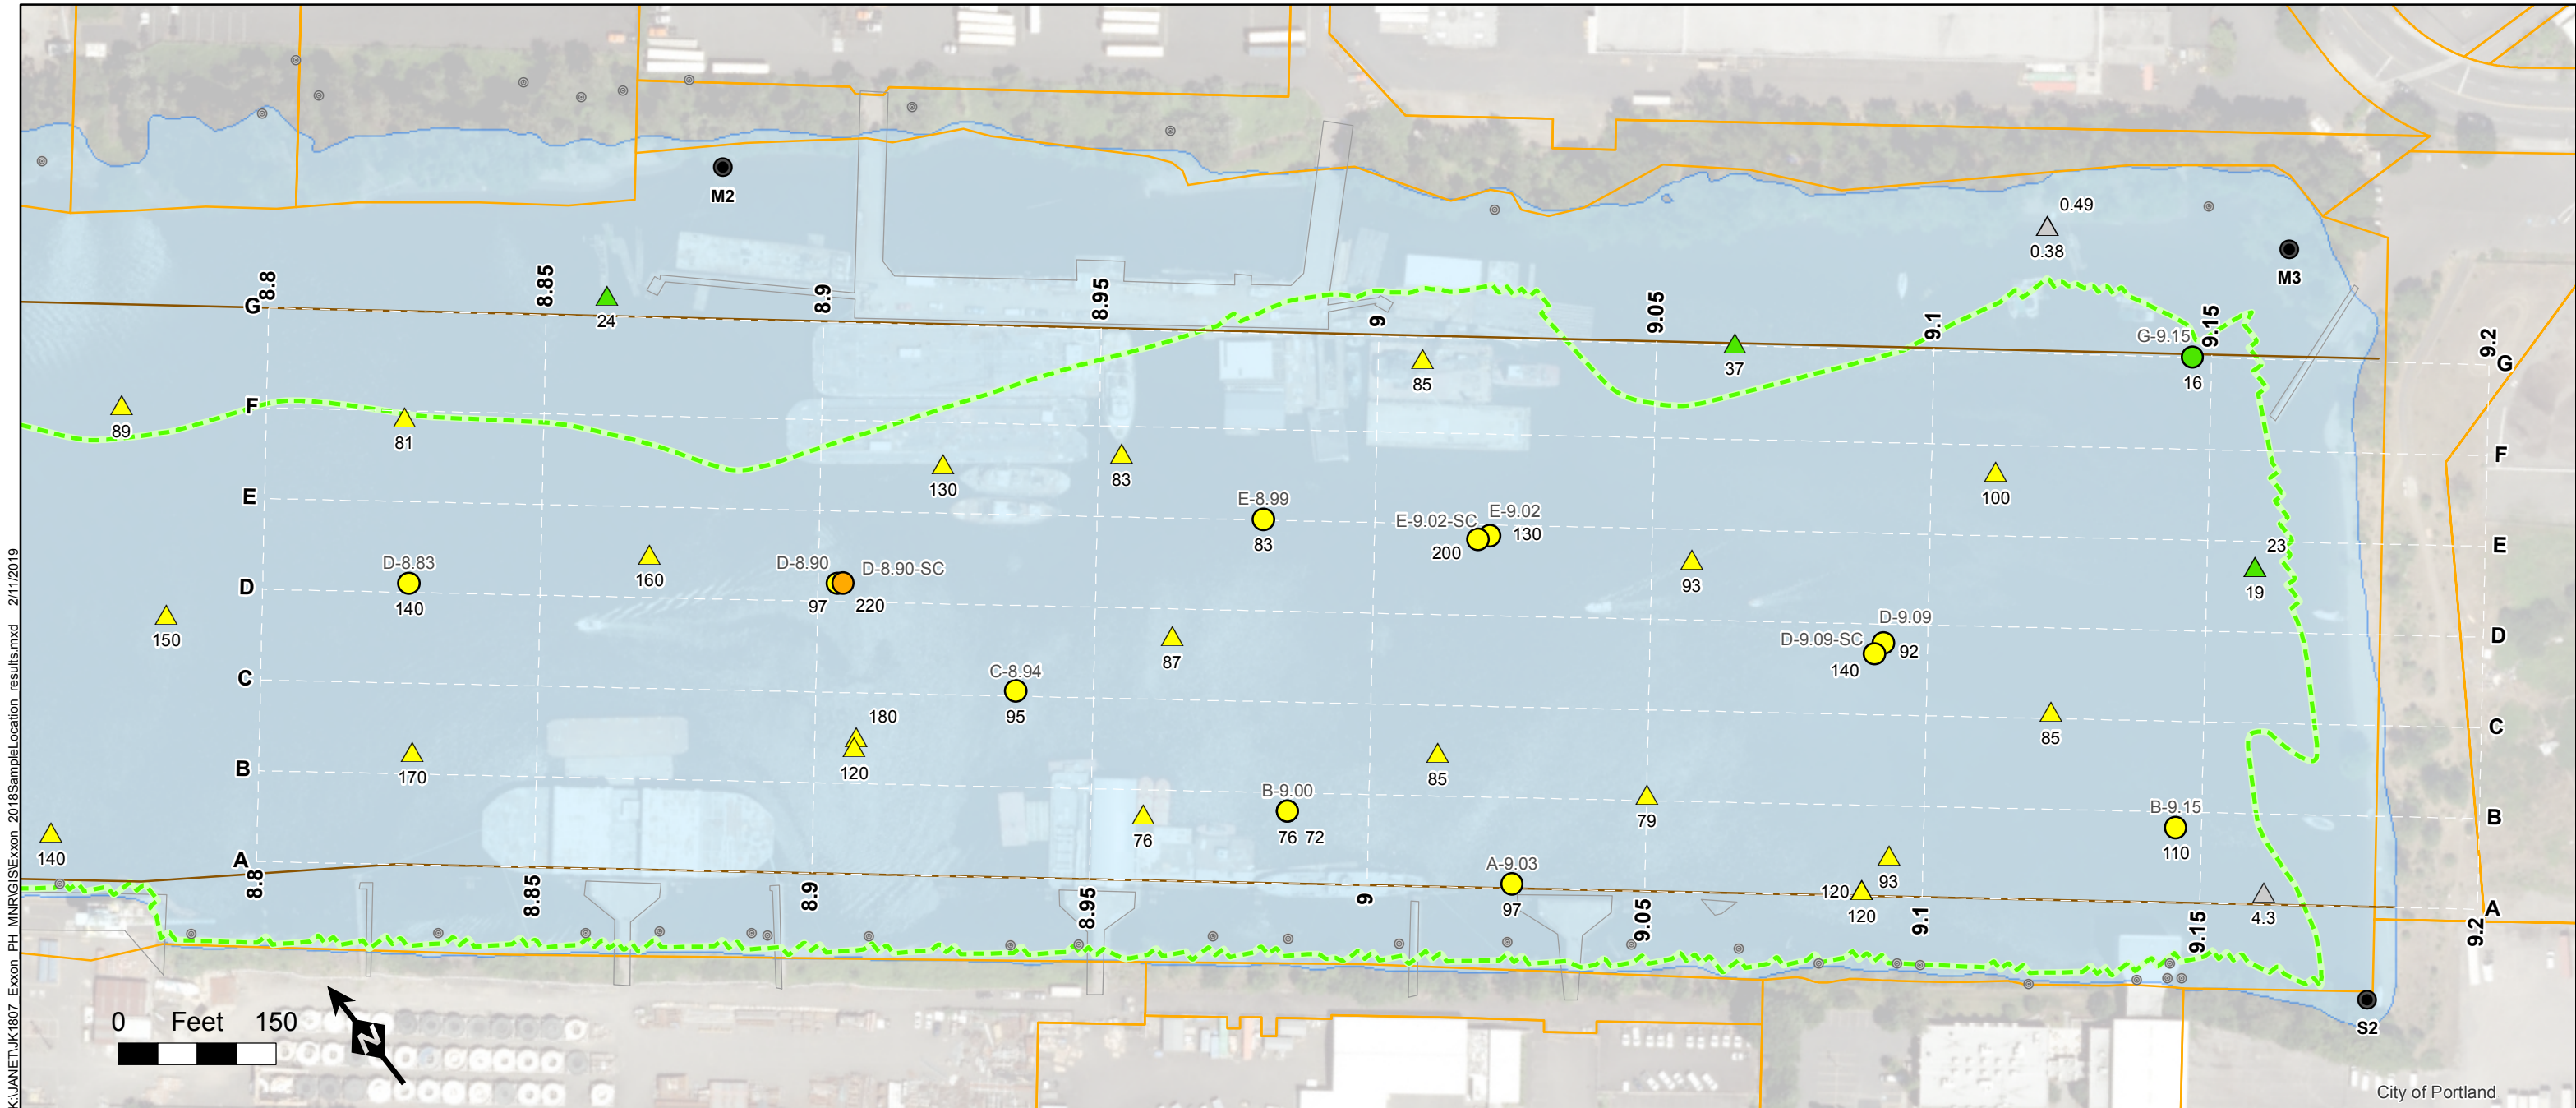 K:\JANET\JK1807_Exxon_PH_MNR\GIS\Exxon_2018SampleLocation_results.mxd 2/11/2019
M2
0.49
0.38
M3
8.8
8.85
8.9
8.95
9
9.05
9.1
9.15
9.2
G
24
G-9.15
16
37
85
G
F
89
81
130
83
100
F
E
E-8.99
83
E-9.02-SC
E-9.02
200
130
23
E
19
D-8.83
140
D
160
D-8.90
D-8.90-SC
97
220
93
150
87
D-9.09
D-9.09-SC
92
140
D
C
C-8.94
95
180
120
170
85
85
C
B
B-9.00
76 72
76
79
B-9.15
110
B
140
A
A-9.03
97
93
120
120
4.3
A
8.8
8.85
8.9
8.95
9
9.05
9.1
9.15
9.2
S2
0 Feet 150
N
City of Portland